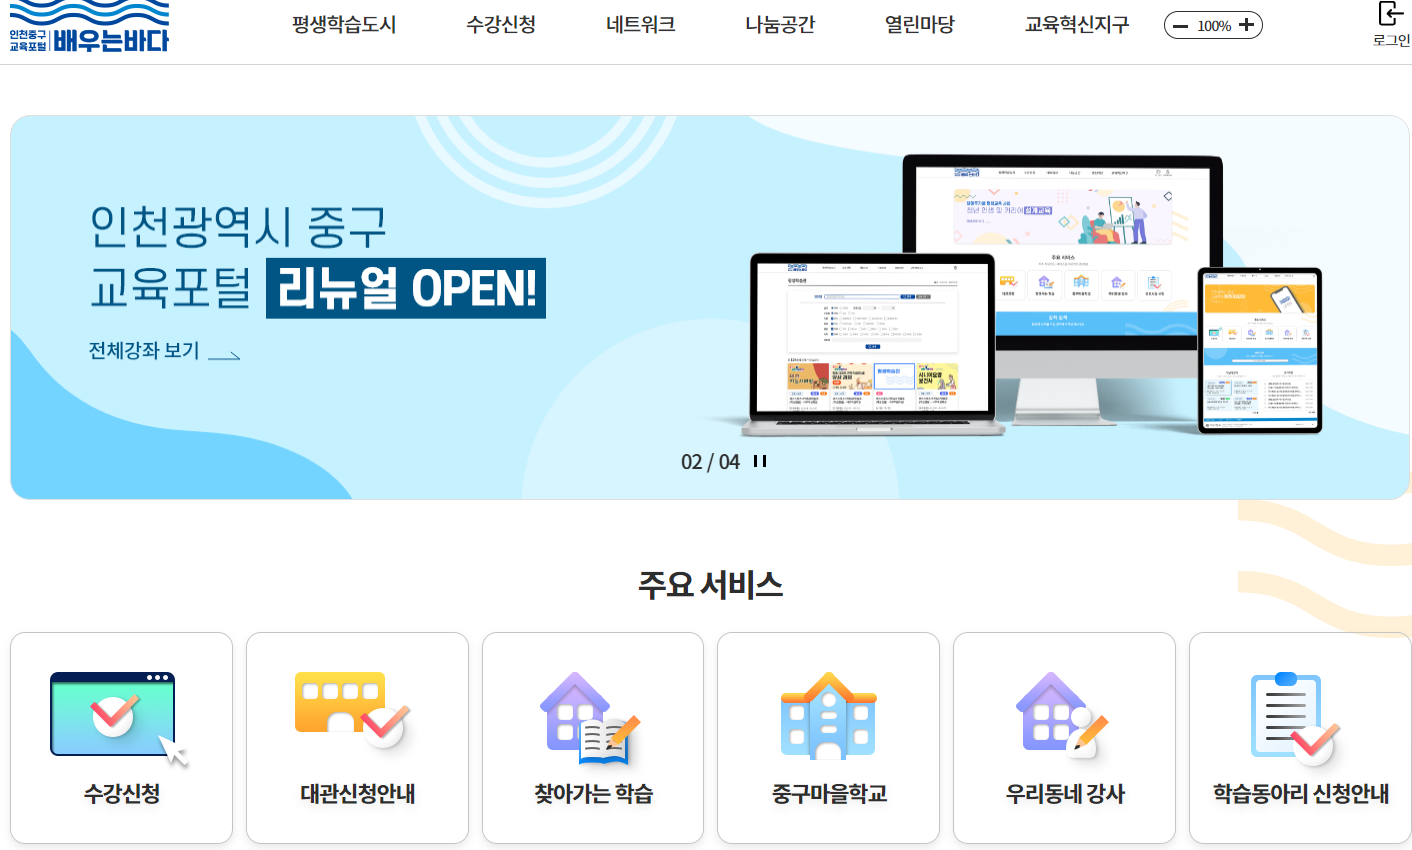 인천중구
교육포털 배우는바다
평생학습도시 수강신청 네트워크 나눔공간 열린마당 교육혁신지구 100% 로그인
인천광역시 중구
교육포털 리뉴얼 OPEN!
전체강좌 보기
02 / 04
주요 서비스
수강신청 대관신청안내 찾아가는 학습 중구마을학교 우리동네 강사 학습동아리 신청안내